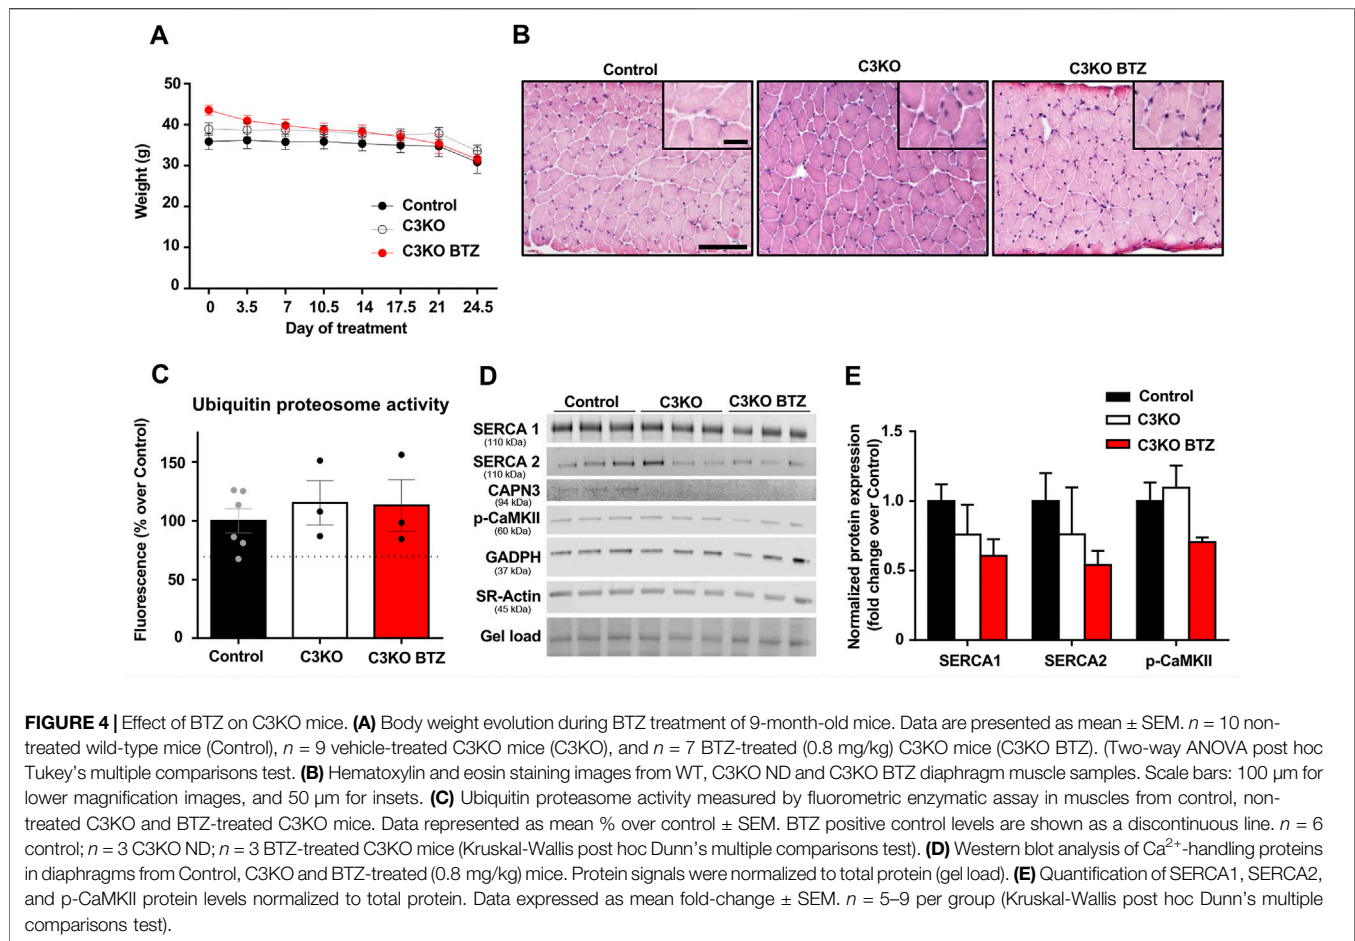 A
50
40
30
20
10
0
Weight (g)
0 3.5 7 10.5 14 17.5 21 24.5
Day of treatment
Control
C3KO
C3KO BTZ
B
Control
C3KO
C3KO BTZ
C
Ubiquitin proteosome activity
Fluorescence (% over Control)
150
100
50
0
Control C3KO C3KO BTZ
D
Control C3KO C3KO BTZ
SERCA 1
(110 kDa)
SERCA 2
(110 kDa)
CAPN3
(94 kDa)
p-CaMKII
(60 kDa)
GADPH
(37 kDa)
SR-Actin
(45 kDa)
Gel load
E
Control
C3KO
C3KO BTZ
Normalized protein expression
(fold change over Control)
1.5
1.0
0.5
0
SERCA1 SERCA2 p-CaMKII
FIGURE 4 | Effect of BTZ on C3KO mice. (A) Body weight evolution during BTZ treatment of 9-month-old mice. Data are presented as mean ± SEM. n = 10 non-
treated wild-type mice (Control), n = 9 vehicle-treated C3KO mice (C3KO), and n = 7 BTZ-treated (0.8 mg/kg) C3KO mice (C3KO BTZ). (Two-way ANOVA post hoc
Tukey's multiple comparisons test. (B) Hematoxylin and eosin staining images from WT, C3KO ND and C3KO BTZ diaphragm muscle samples. Scale bars: 100 µm for
lower magnification images, and 50 µm for insets. (C) Ubiquitin proteasome activity measured by fluorometric enzymatic assay in muscles from control, non-
treated C3KO and BTZ-treated C3KO mice. Data represented as mean % over control ± SEM. BTZ positive control levels are shown as a discontinuous line. n = 6
control; n = 3 C3KO ND; n = 3 BTZ-treated C3KO mice (Kruskal-Wallis post hoc Dunn's multiple comparisons test). (D) Western blot analysis of Ca²⁺-handling proteins
in diaphragms from Control, C3KO and BTZ-treated (0.8 mg/kg) mice. Protein signals were normalized to total protein (gel load). (E) Quantification of SERCA1, SERCA2,
and p-CaMKII protein levels normalized to total protein. Data expressed as mean fold-change ± SEM. n = 5–9 per group (Kruskal-Wallis post hoc Dunn's multiple
comparisons test).